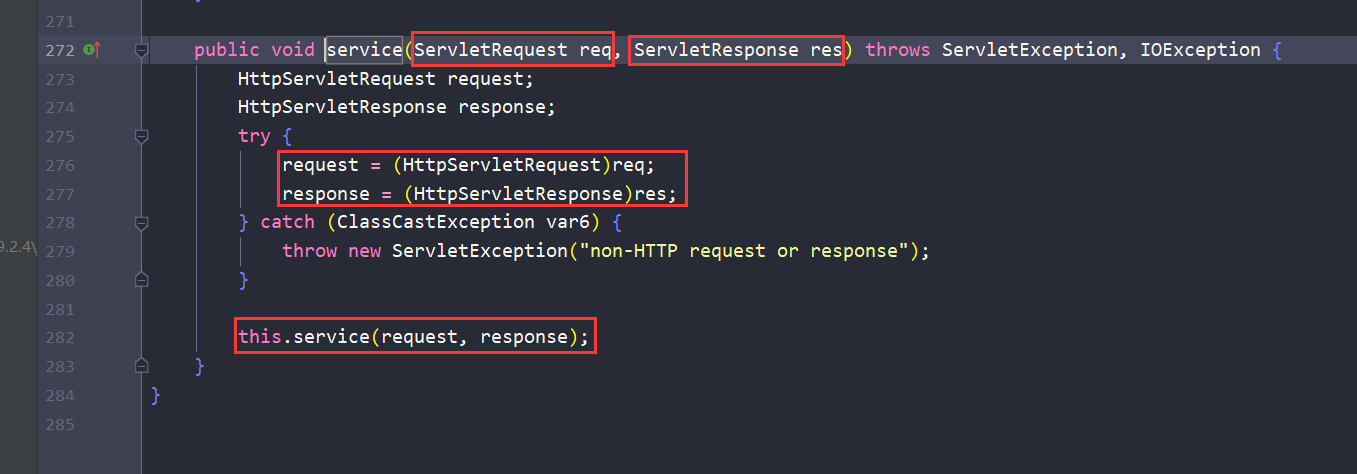 271
272 public void service(ServletRequest req, ServletResponse res) throws ServletException, IOException {
273 HttpServletRequest request;
274 HttpServletResponse response;
275 try {
276 request = (HttpServletRequest)req;
277 response = (HttpServletResponse)res;
278 } catch (ClassCastException var6) {
9.2.4\
279 throw new ServletException("non-HTTP request or response");
280 }
281
282 this.service(request, response);
283 }
284 }
285